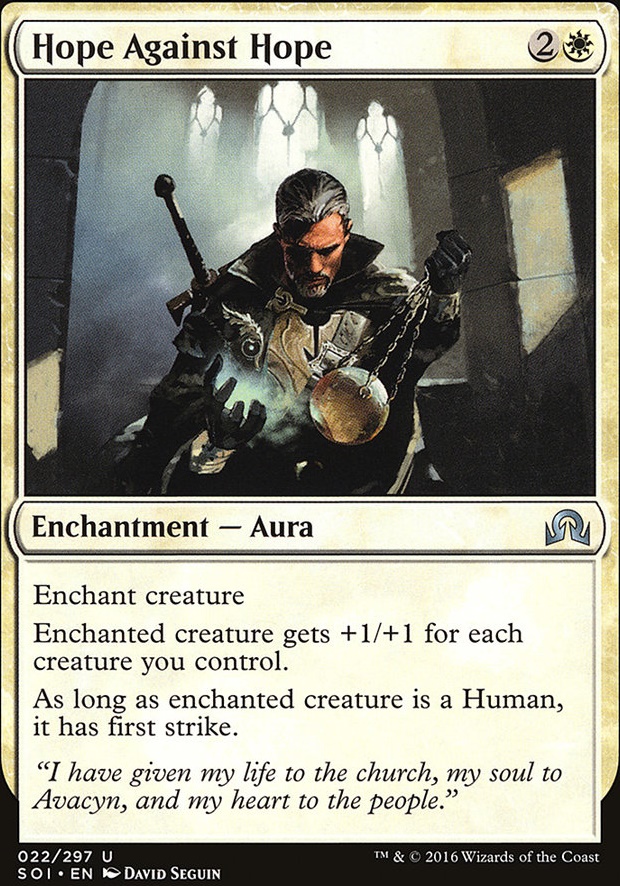 Hope Against Hope 2
Enchantment — Aura
Enchant creature
Enchanted creature gets +1/+1 for each
creature you control.
As long as enchanted creature is a Human,
it has first strike.
“I have given my life to the church, my soul to
Avacyn, and my heart to the people.”
022/297 U
SOI • EN David Seguin
™ & © 2016 Wizards of the Coast